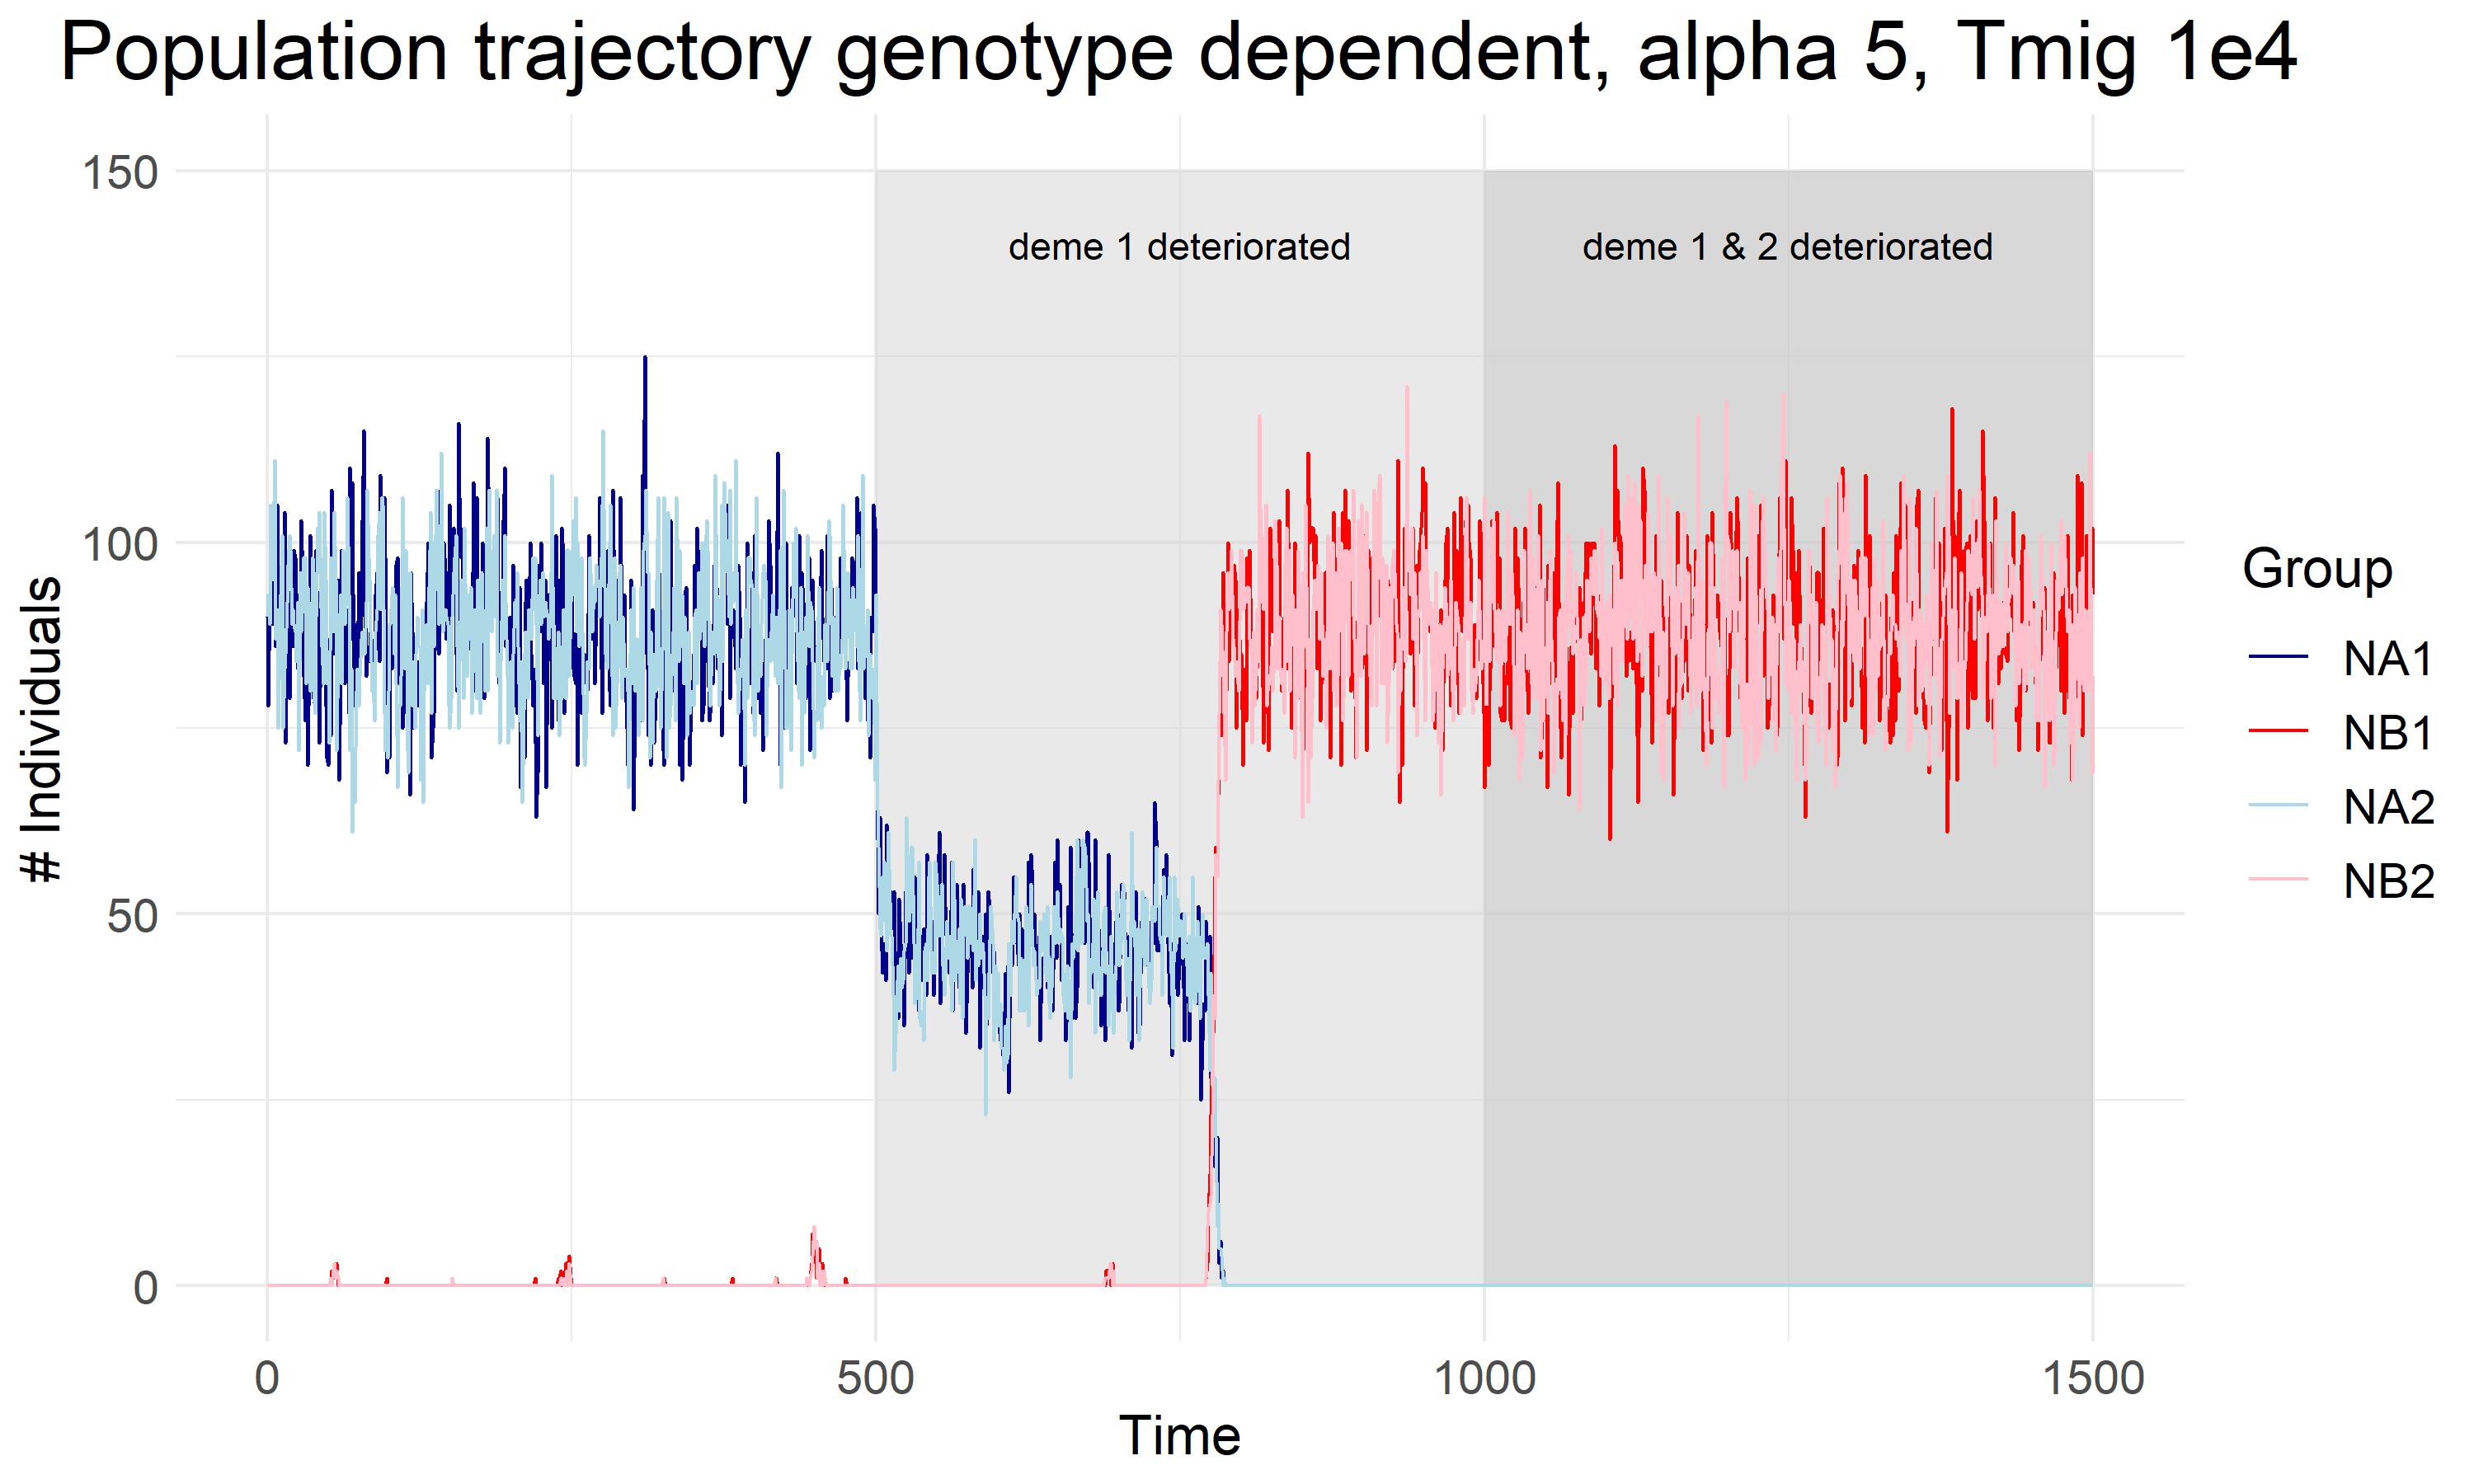 Population trajectory genotype dependent, alpha 5, Tmig 1e4
150
deme 1 deteriorated
deme 1 & 2 deteriorated
100
50
0
# Individuals
0
500
1000
1500
Time
Group
NA1
NB1
NA2
NB2